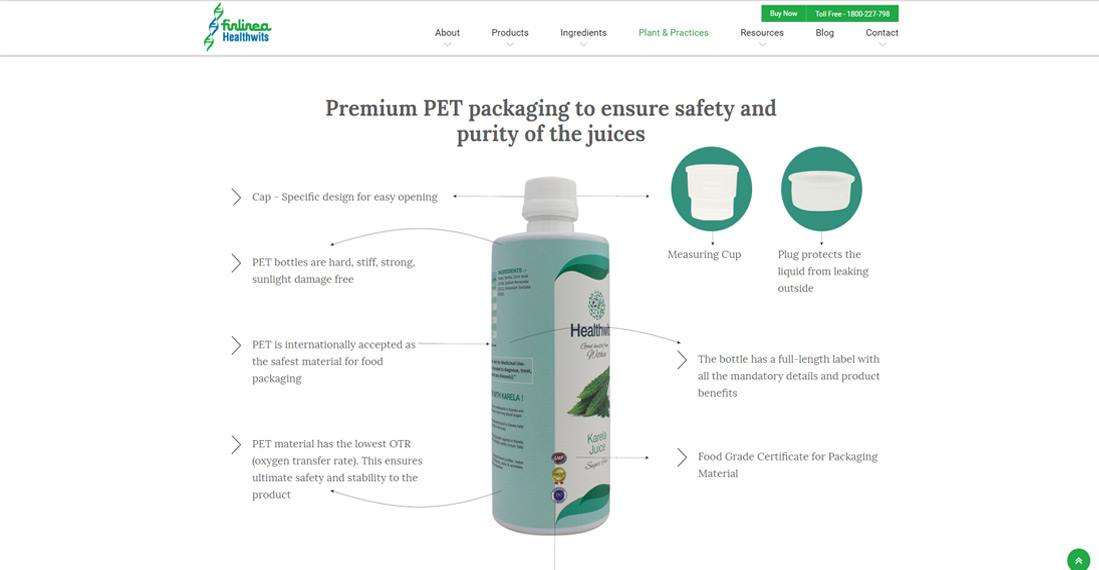 finlinea
Healthwits
Buy Now
Toll Free - 1800-227-798
About
Products
Ingredients
Plant & Practices
Resources
Blog
Contact
Premium PET packaging to ensure safety and
purity of the juices
Cap - Specific design for easy opening
PET bottles are hard, stiff, strong,
sunlight damage free
PET is internationally accepted as
the safest material for food
packaging
PET material has the lowest OTR
(oxygen transfer rate). This ensures
ultimate safety and stability to the
product
INGREDIENTS :-
WITH KARELA !
Healthwi
Within
Karela
Juice
GMP
Measuring Cup
Plug protects the
liquid from leaking
outside
The bottle has a full-length label with
all the mandatory details and product
benefits
Food Grade Certificate for Packaging
Material